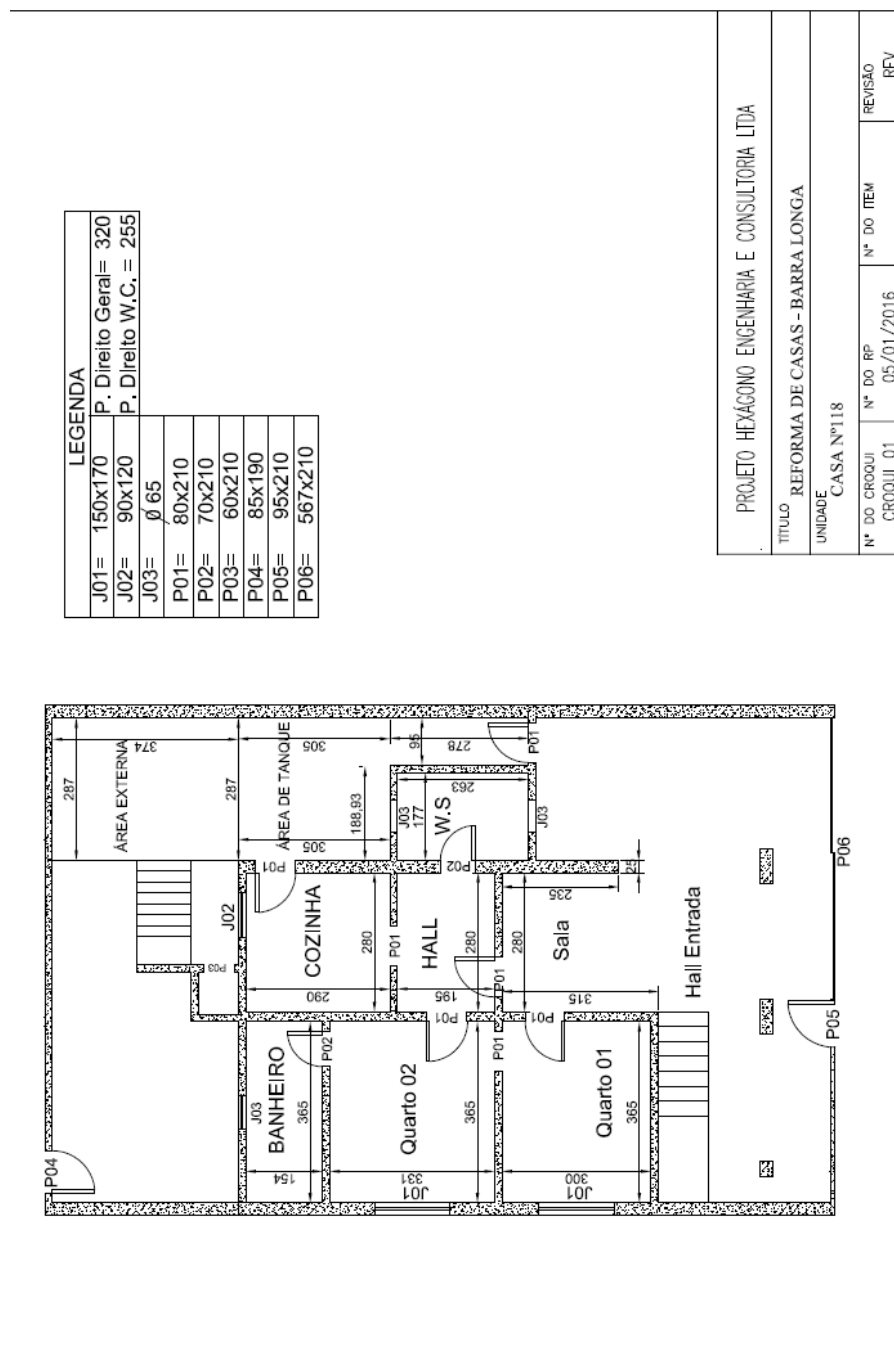 LEGENDA
J01= 150x170 P. Direito Geral= 320
J02= 90x120 P. Direito W.C. = 255
J03= Ø 65
P01= 80x210
P02= 70x210
P03= 60x210
P04= 85x190
P05= 95x210
P06= 567x210
PROJETO HEXÁGONO ENGENHARIA E CONSULTORIA LTDA
TÍTULO
REFORMA DE CASAS - BARRA LONGA
UNIDADE
CASA Nº118
Nº DO CROQUI
CROQUI 01
Nº DO RP
05/01/2016
Nº DO ITEM
REVISÃO
REV
287
374
ÁREA EXTERNA
287
ÁREA DE TANQUE
305
305
188,93
95
278
P01
J03
177
263
W.S
J03
P04
J02
P03
P01
COZINHA
280
290
P01
P02
HALL
280
195
P01
P01
280
235
25
Sala
315
Hall Entrada
J03
BANHEIRO
365
154
P02
Quarto 02
365
331
J01
P01
P01
Quarto 01
365
300
J01
P05
P06